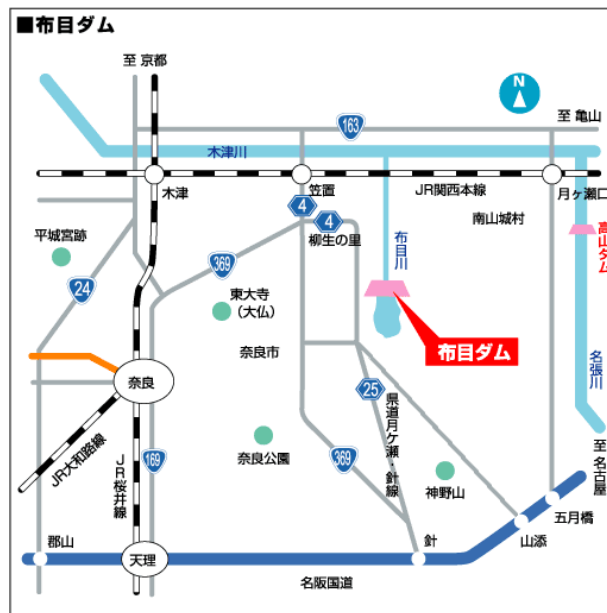 ■布目ダム
至 京都
N
至 亀山
163
木津川
木津
笠置
JR関西本線
月ヶ瀬口
4
4
柳生の里
南山城村
高山ダム
平城宮跡
布目川
369
24
東大寺
（大仏）
布目ダム
奈良市
名張川
奈良
25
県道月ヶ瀬・針線
JR大和路線
JR桜井線
169
奈良公園
369
神野山
至 名古屋
五月橋
山添
郡山
天理
針
名阪国道